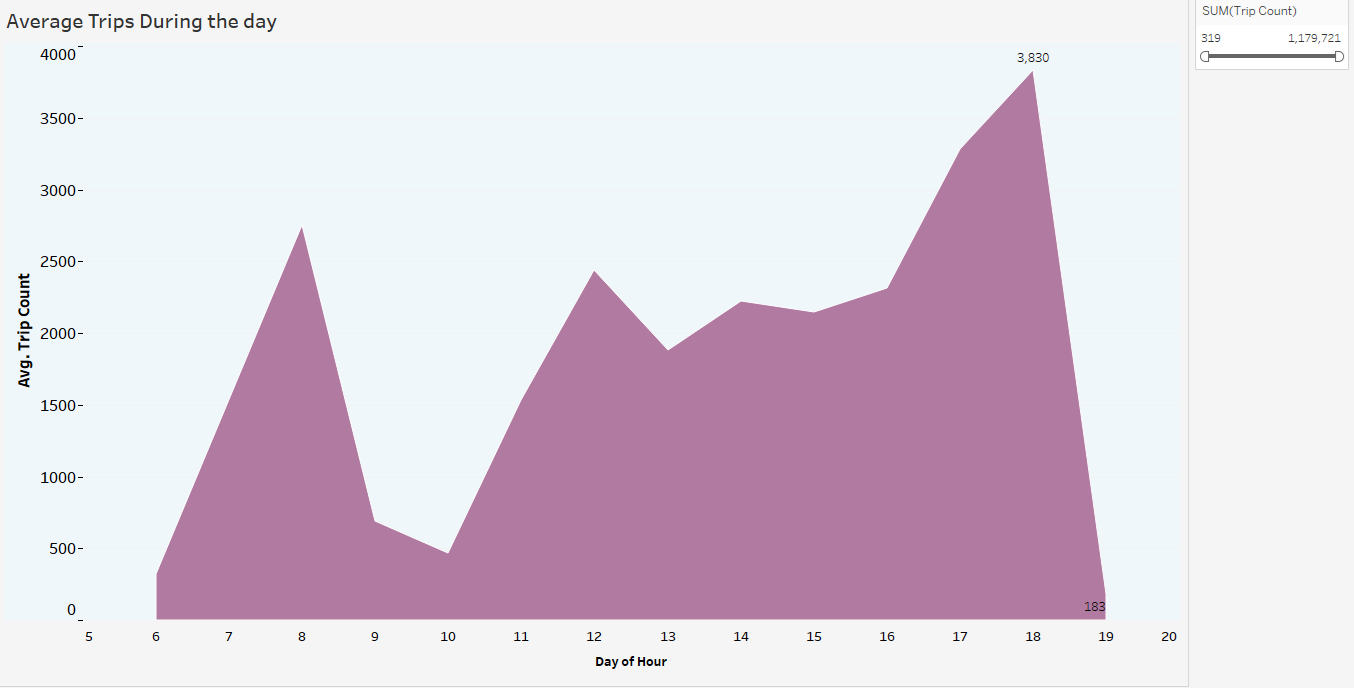 Average Trips During the day
SUM(Trip Count)
319 1,179,721
Avg. Trip Count
4000
3500
3000
2500
2000
1500
1000
500
0
3,830
183
5 6 7 8 9 10 11 12 13 14 15 16 17 18 19 20
Day of Hour